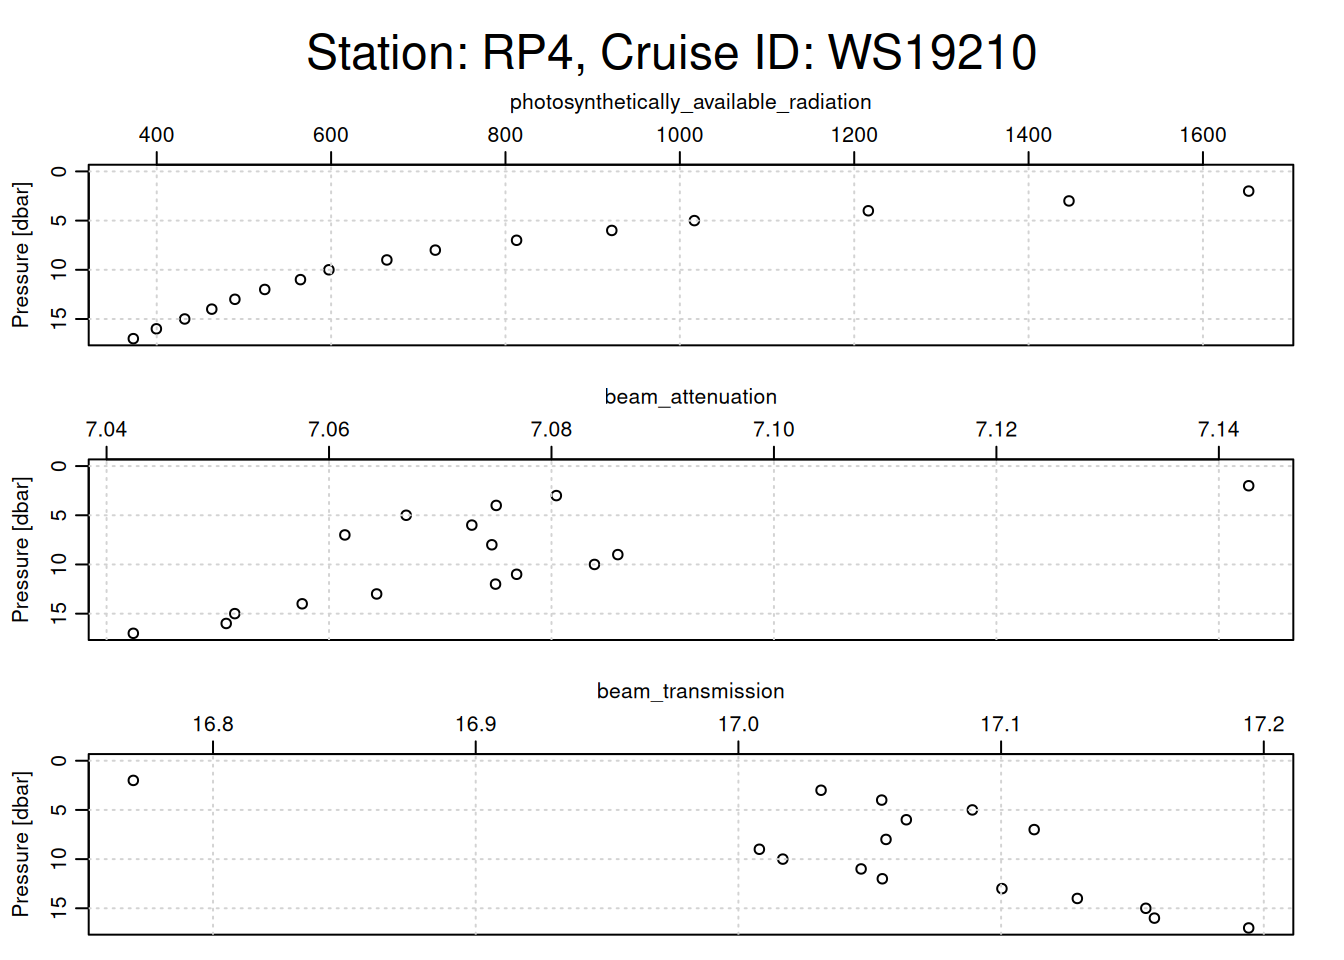 Station: RP4, Cruise ID: WS19210
photosynthetically_available_radiation
400 600 800 1000 1200 1400 1600
Pressure [dbar]
0
5
10
15
beam_attenuation
7.04 7.06 7.08 7.10 7.12 7.14
Pressure [dbar]
0
5
10
15
beam_transmission
16.8 16.9 17.0 17.1 17.2
Pressure [dbar]
0
5
10
15